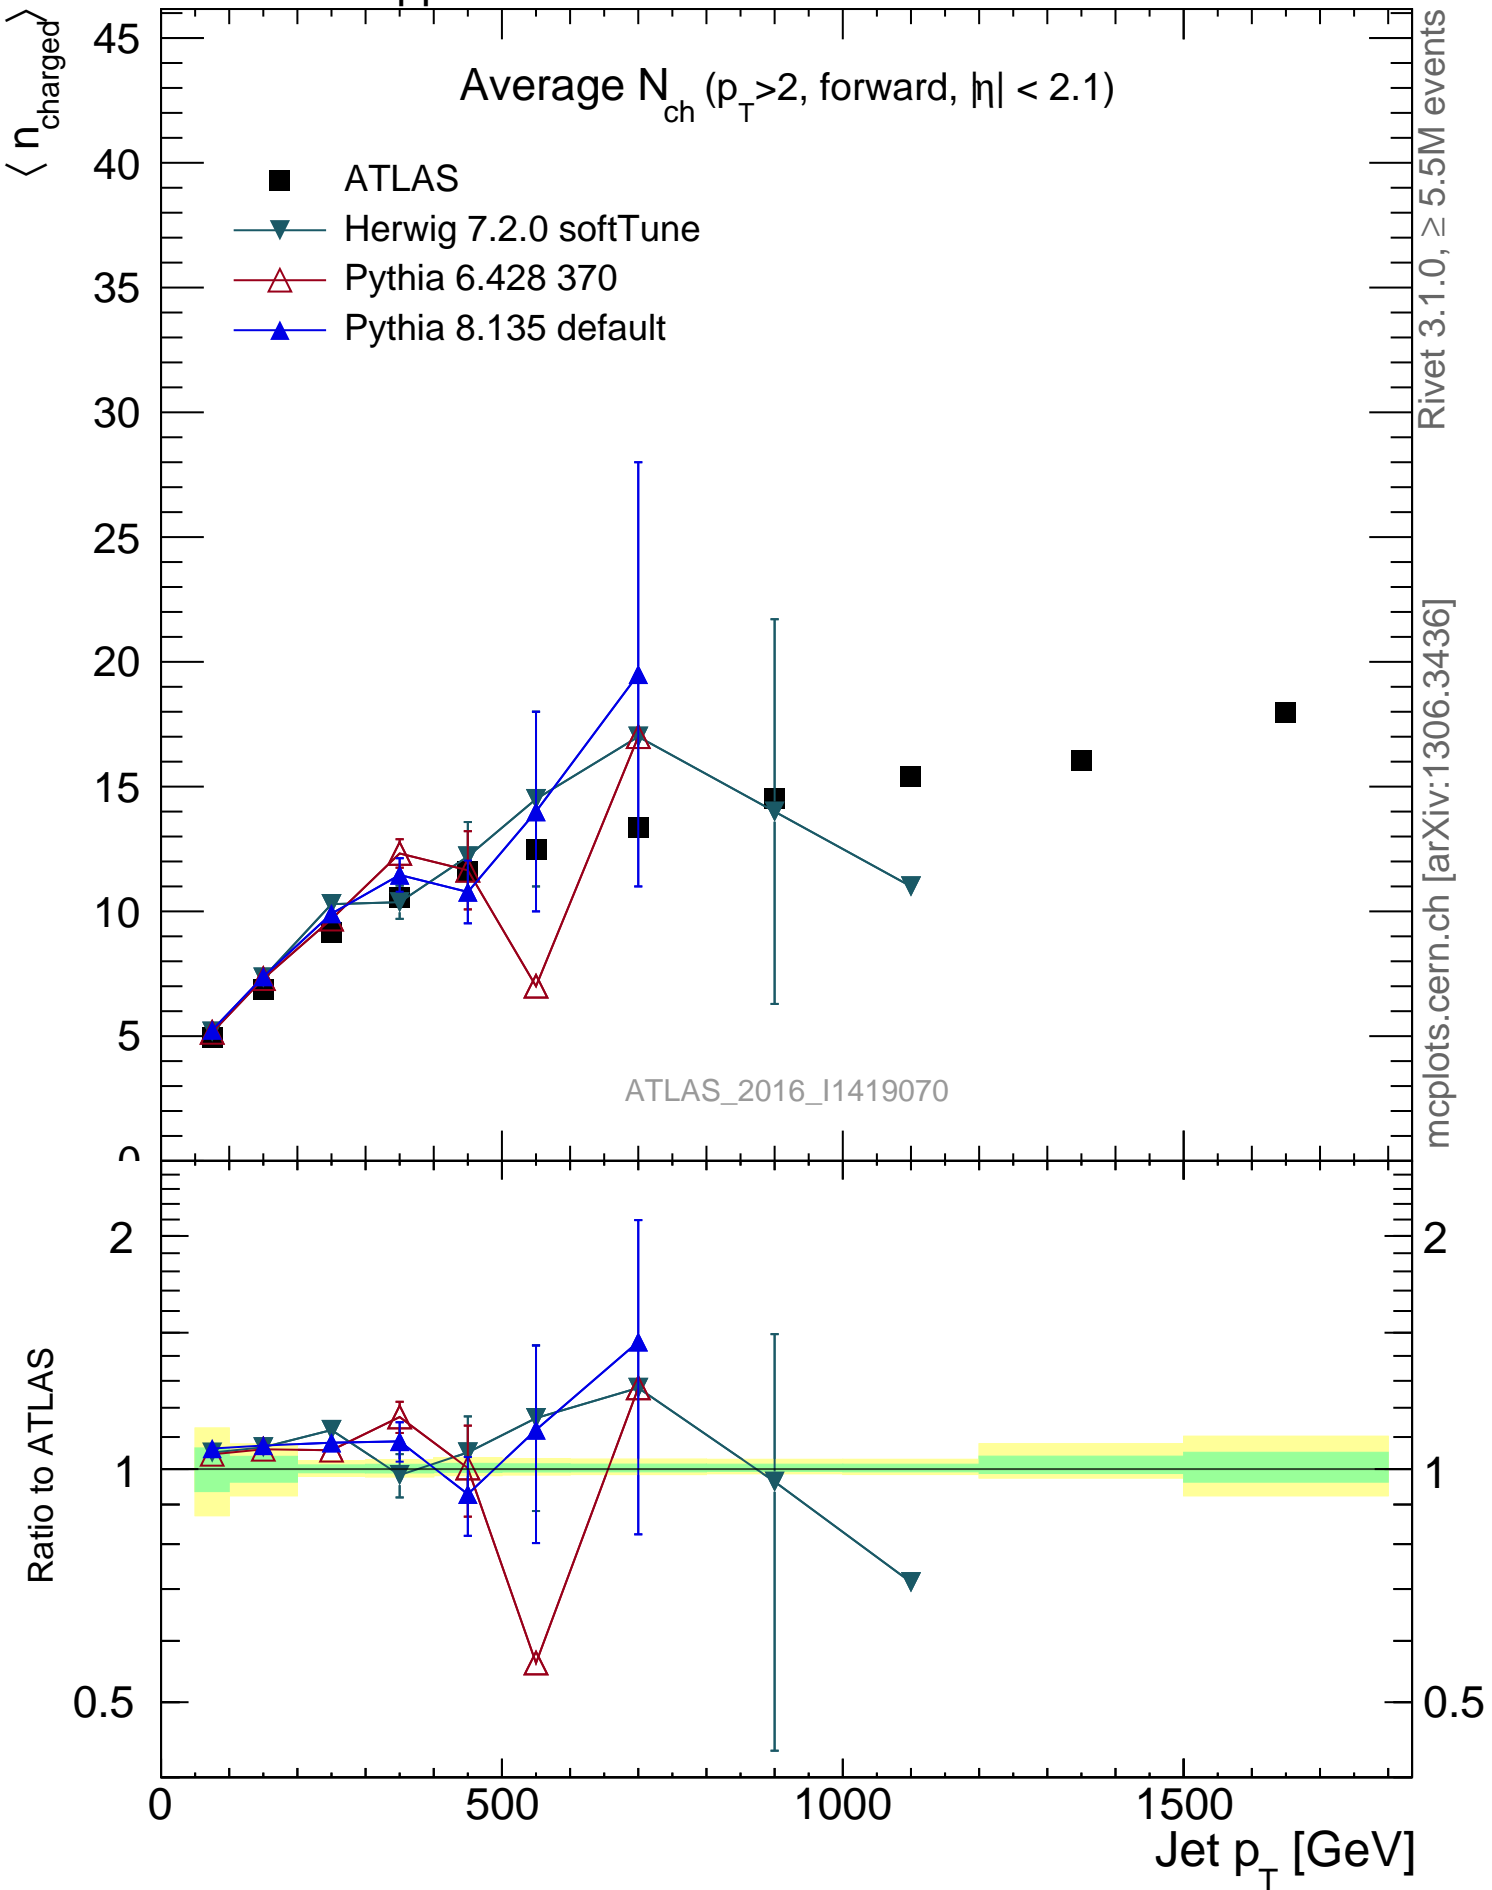 ⟨ n_charged ⟩
Average N_ch (p_T>2, forward, |η| < 2.1)
ATLAS
Herwig 7.2.0 softTune
Pythia 6.428 370
Pythia 8.135 default
45
40
35
30
25
20
15
10
5
0
ATLAS_2016_I1419070
Rivet 3.1.0, ≥ 5.5M events
mcplots.cern.ch [arXiv:1306.3436]
Ratio to ATLAS
2
1
0.5
2
1
0.5
0
500
1000
1500
Jet p_T [GeV]